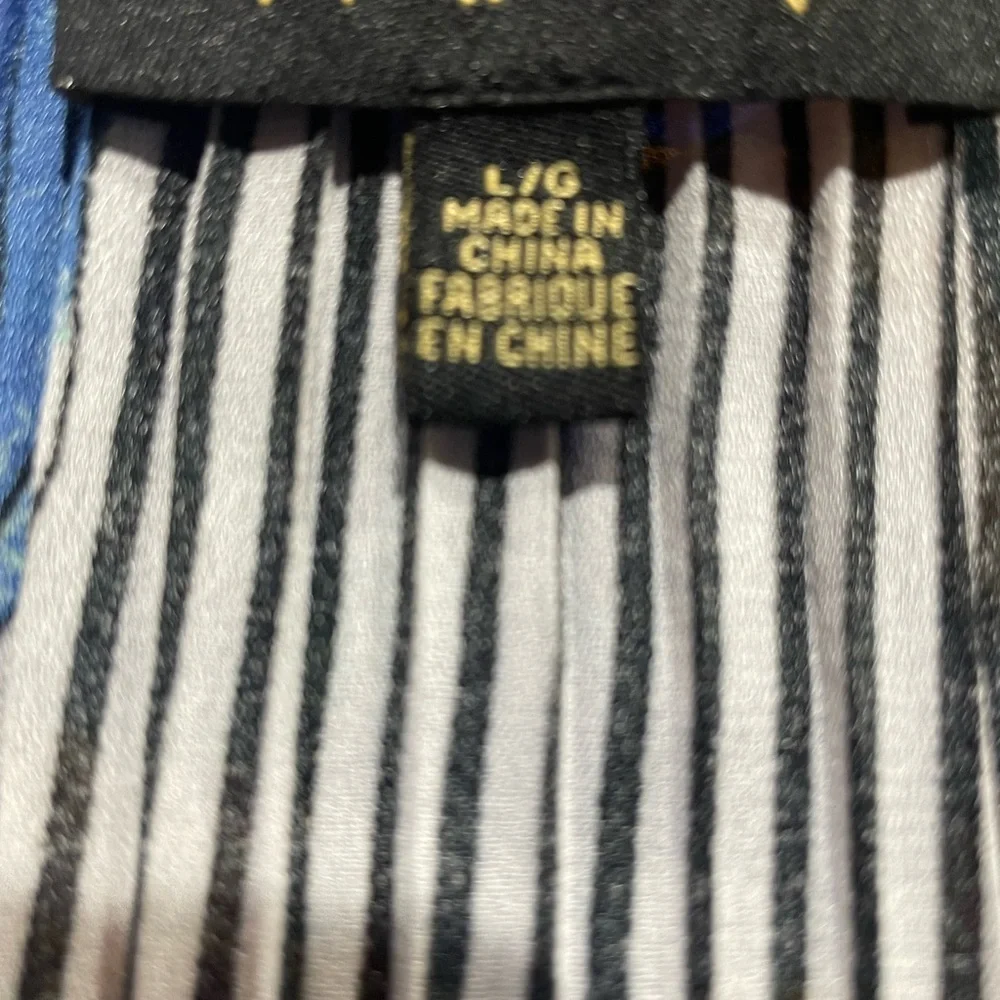 L/G
MADE IN
CHINA
FABRIQUE
EN CHINE